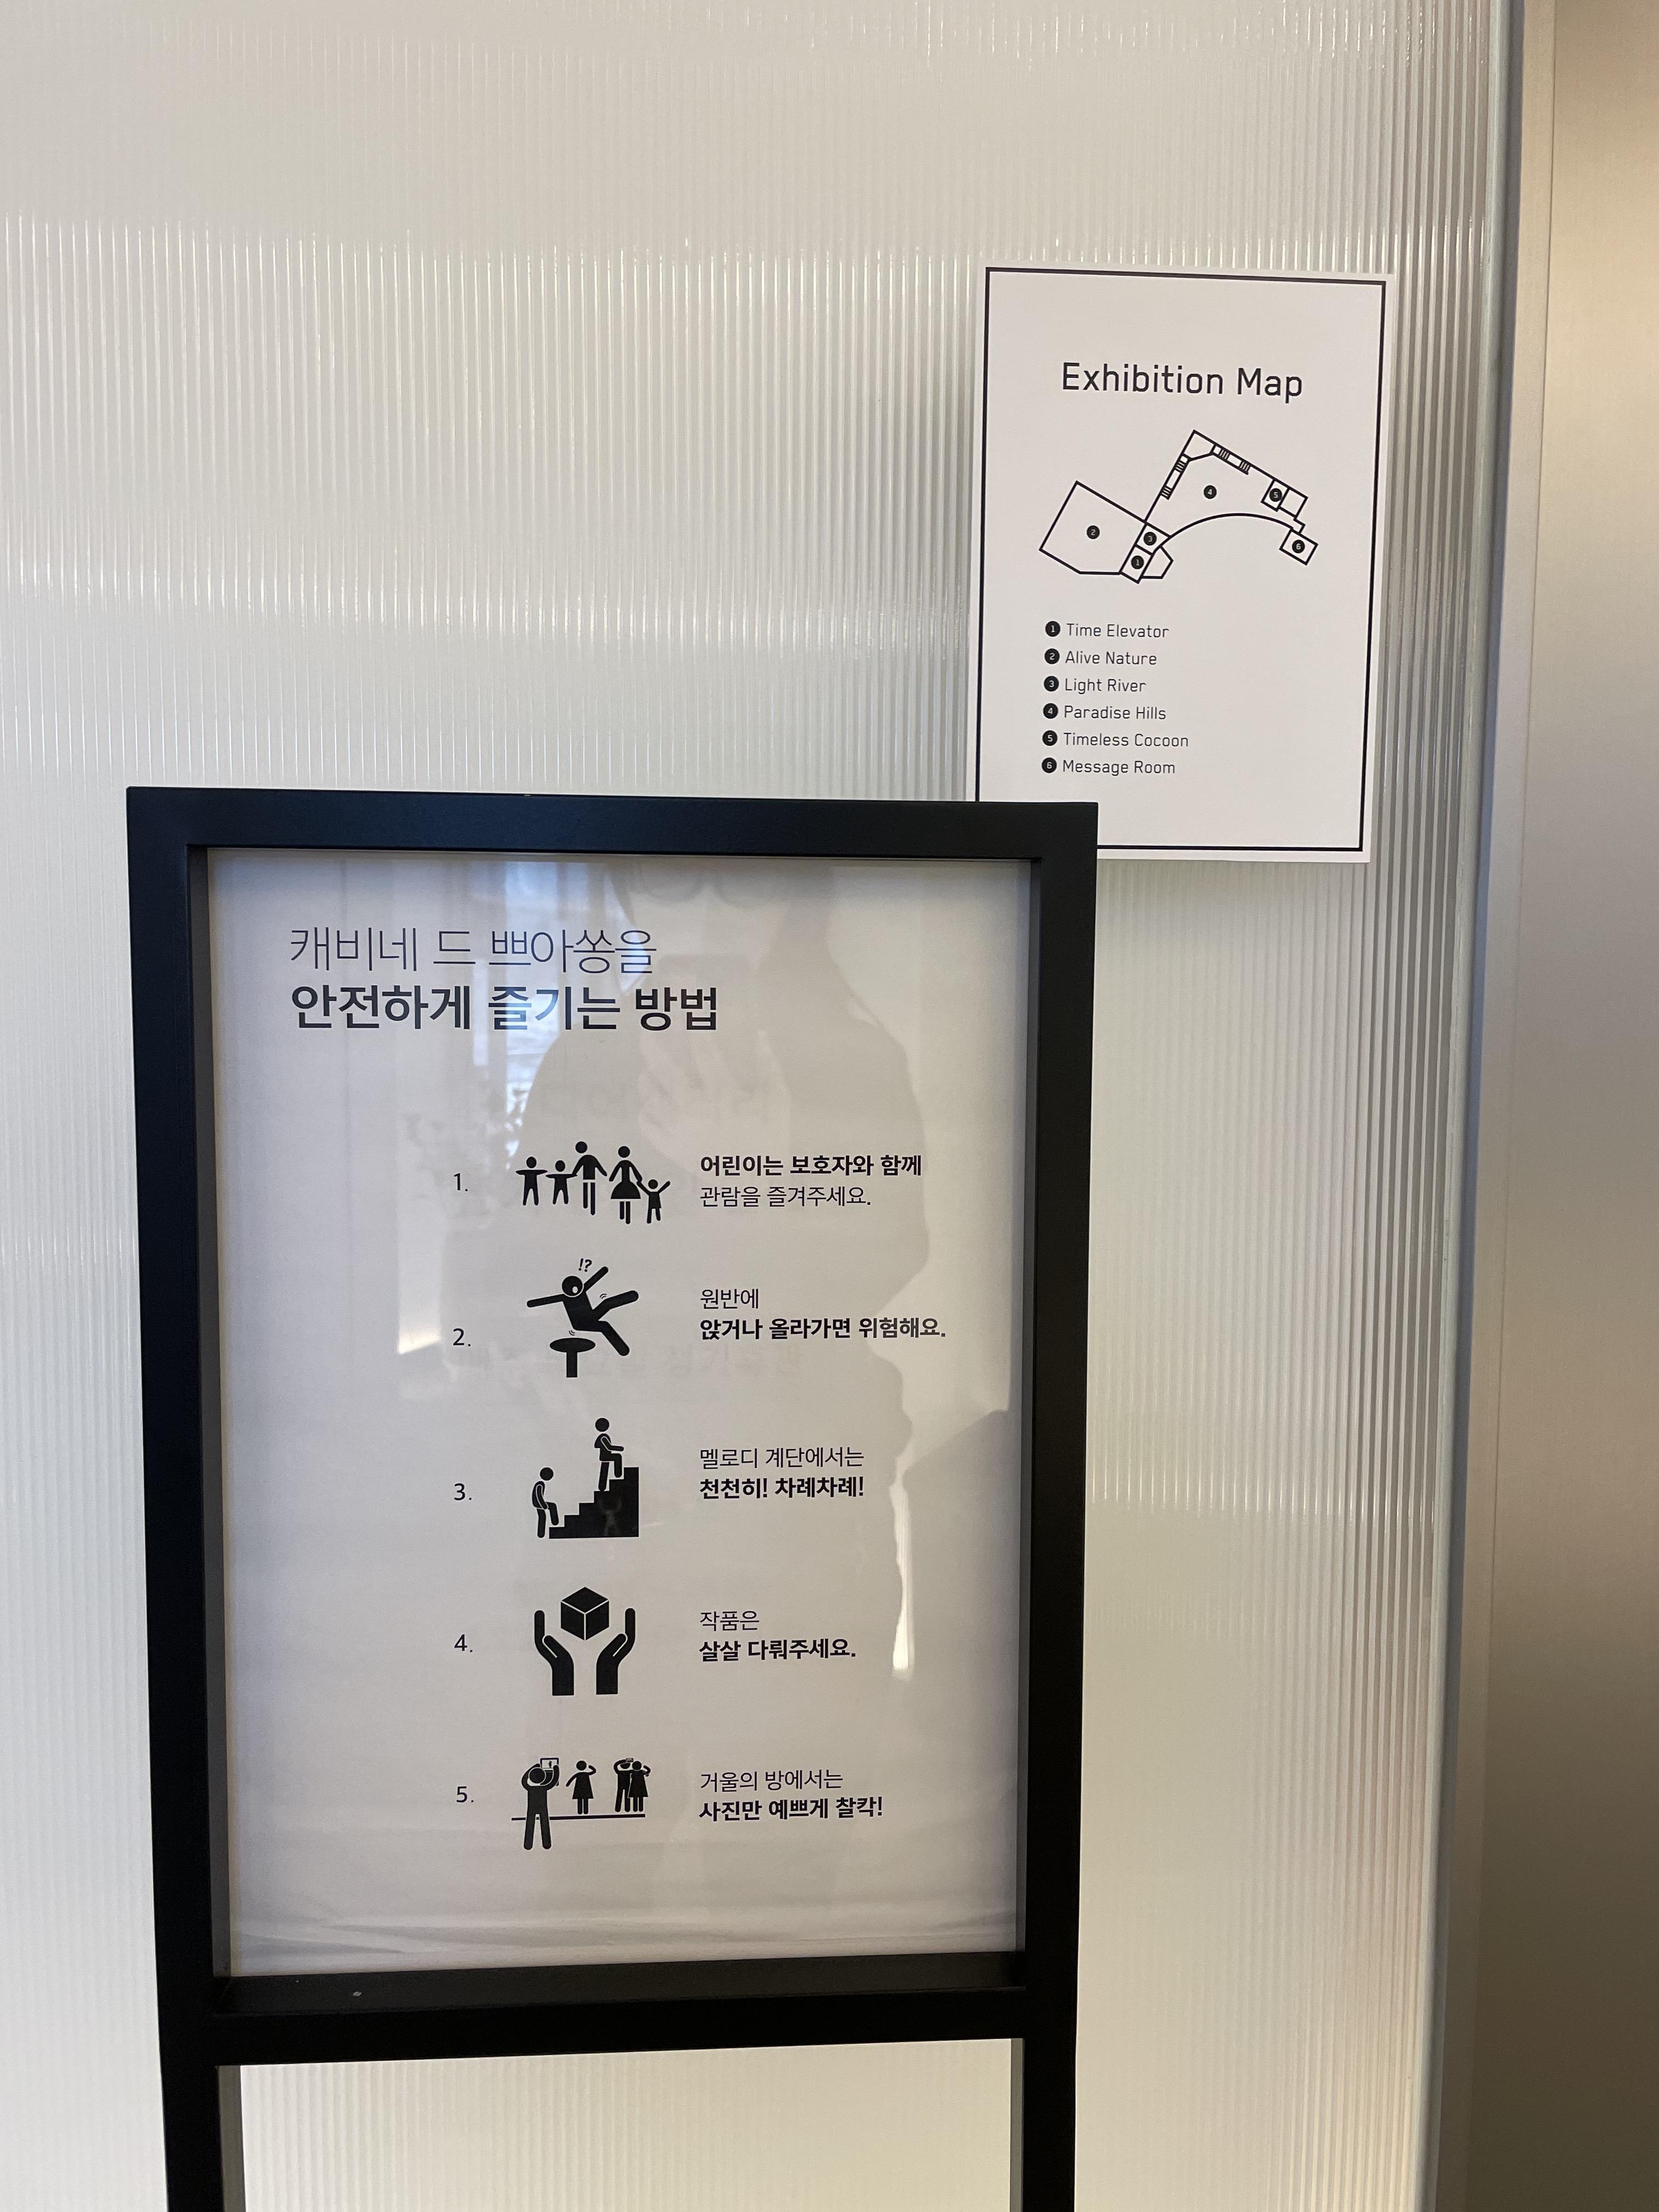 Exhibition Map
2
4
5
3
1
6
1 Time Elevator
2 Alive Nature
3 Light River
4 Paradise Hills
5 Timeless Cocoon
6 Message Room
캐비네 드 쁘아쏭을
안전하게 즐기는 방법
1.
어린이는 보호자와 함께
관람을 즐겨주세요.
!?
2.
원반에
앉거나 올라가면 위험해요.
3.
멜로디 계단에서는
천천히! 차례차례!
4.
작품은
살살 다뤄주세요.
5.
거울의 방에서는
사진만 예쁘게 찰칵!